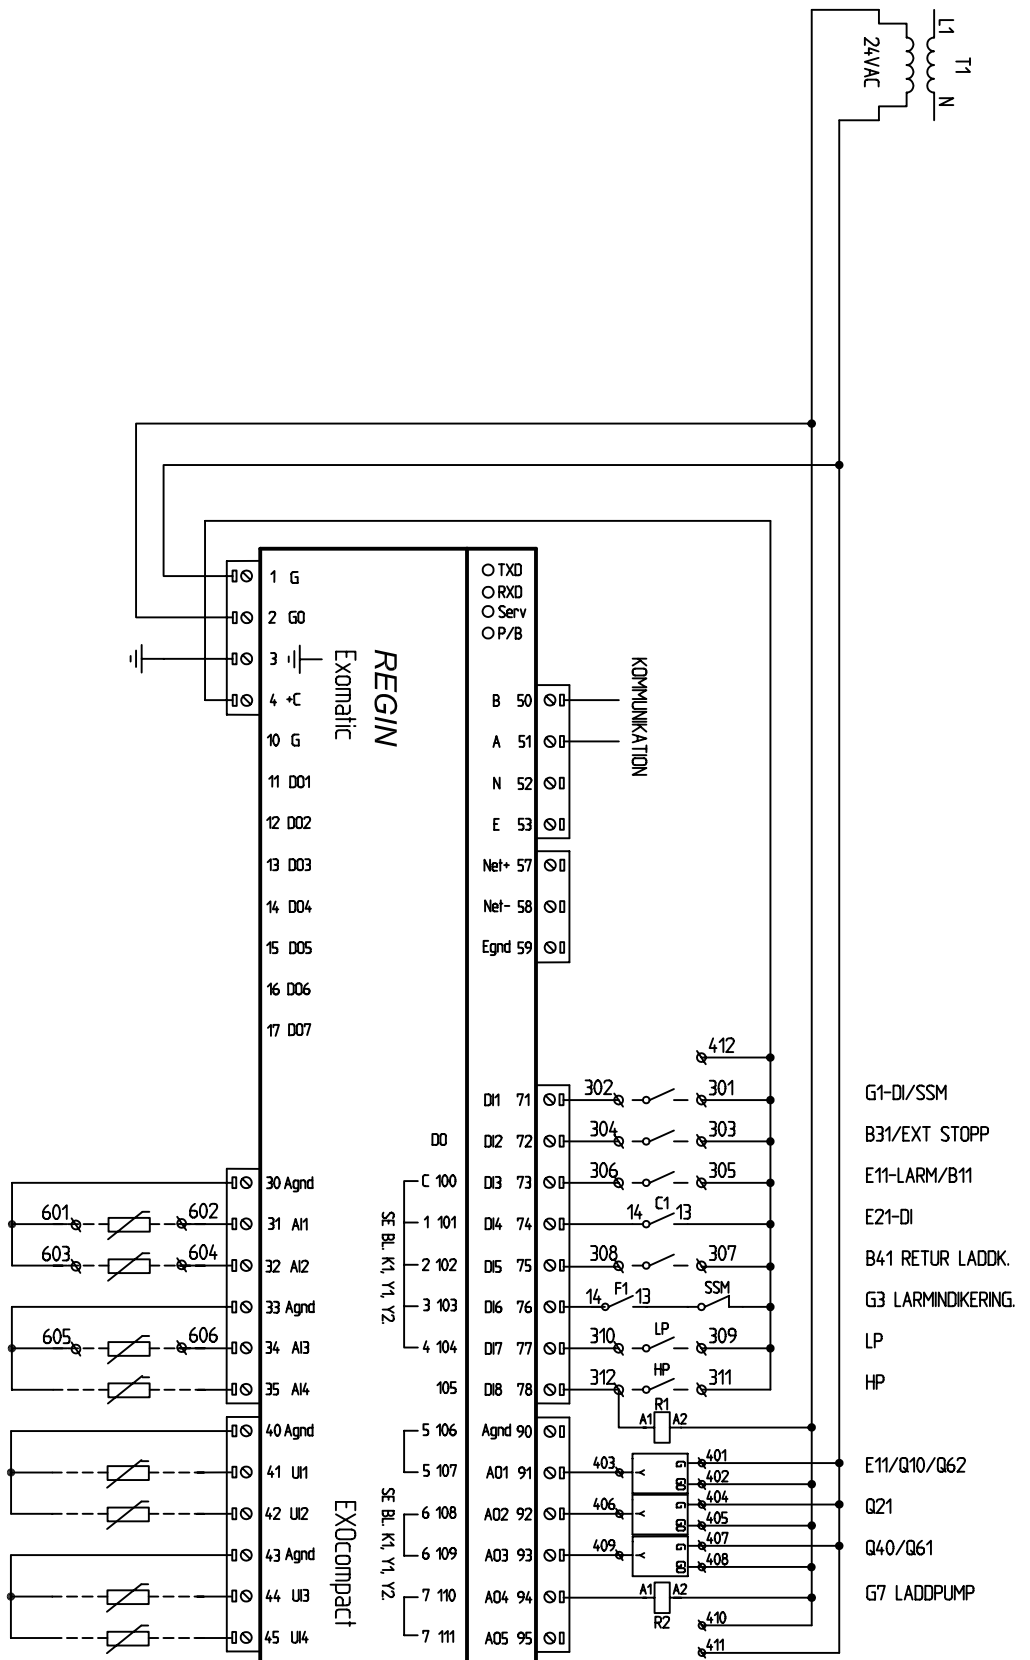 L1
T1
24VAC
N
TXD
RXD
Serv
P/B
1 G
2 G0
3
4 +C
10 G
11 DO1
12 DO2
13 DO3
14 DO4
15 DO5
16 DO6
17 DO7
REGIN
Exomatic
B 50
A 51
N 52
E 53
KOMMUNIKATION
Net+ 57
Net- 58
Egnd 59
412
DI1 71 302 301 G1-DI/SSM
DI2 72 304 303 B31/EXT STOPP
DI3 73 306 305 E11-LARM/B11
DI4 74 14 C1 13 E21-DI
DI5 75 308 307 B41 RETUR LADDK.
DI6 76 14 F1 13 SSM G3 LARMINDIKERING.
DI7 77 310 LP 309 LP
DI8 78 312 HP 311 HP
A1 R1 A2
Agnd 90
AO1 91 403 Y G 401 E11/Q10/Q62
G0 402
AO2 92 406 Y G 404 Q21
G0 405
AO3 93 409 Y G 407 Q40/Q61
G0 408
AO4 94 A1 A2 G7 LADDPUMP
R2
410
AO5 95
411
DO
C 100
1 101
2 102
3 103
4 104
105
SE BL. K1, Y1, Y2.
5 106
5 107
6 108
6 109
7 110
7 111
SE BL. K1, Y1, Y2.
30 Agnd
601 602 31 AI1
603 604 32 AI2
33 Agnd
605 606 34 AI3
35 AI4
40 Agnd
41 UI1
42 UI2
43 Agnd
44 UI3
45 UI4
EXOcompact